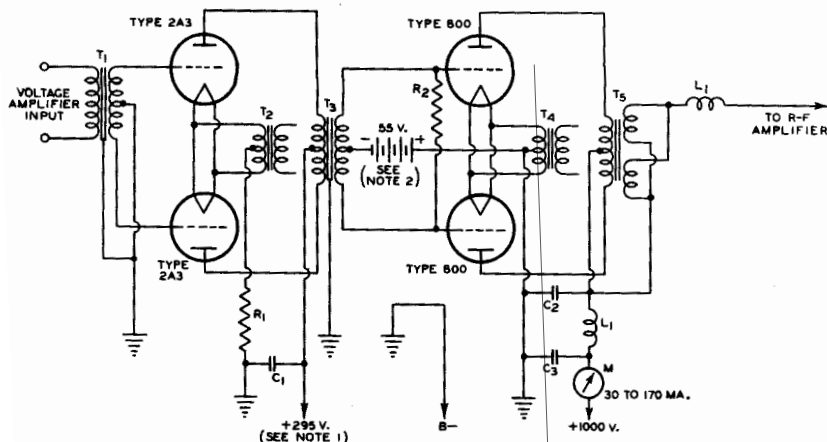 TYPE 2A3
TYPE 800
T1
VOLTAGE
AMPLIFIER
INPUT
T2
T3
R2
55 V.
- +
(SEE
NOTE 2)
T4
T5
L1
TO R-F
AMPLIFIER
TYPE
2A3
TYPE 800
R1
C1
C2
L1
C3
M
30 TO 170 MA.
+295 V.
(SEE NOTE 1)
B-
+1000 V.